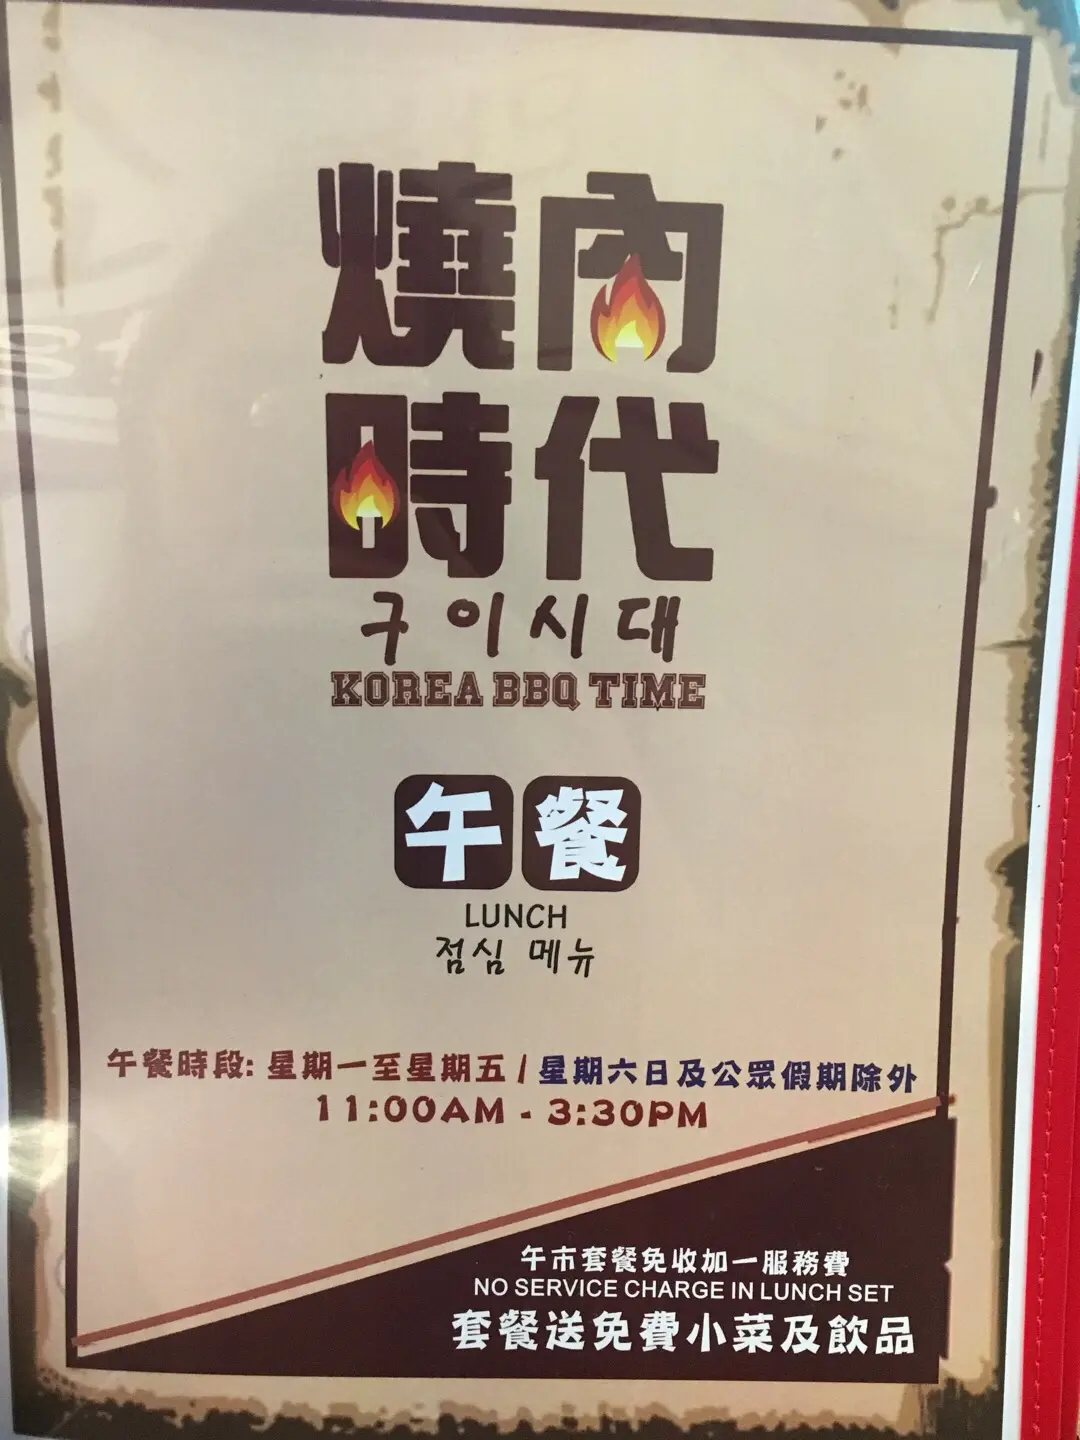 燒肉
時代
구이시대
KOREA BBQ TIME
午餐
LUNCH
점심 메뉴
午餐時段: 星期一至星期五 / 星期六日及公眾假期除外
11:00AM - 3:30PM
午市套餐免收加一服務費
NO SERVICE CHARGE IN LUNCH SET
套餐送免費小菜及飲品